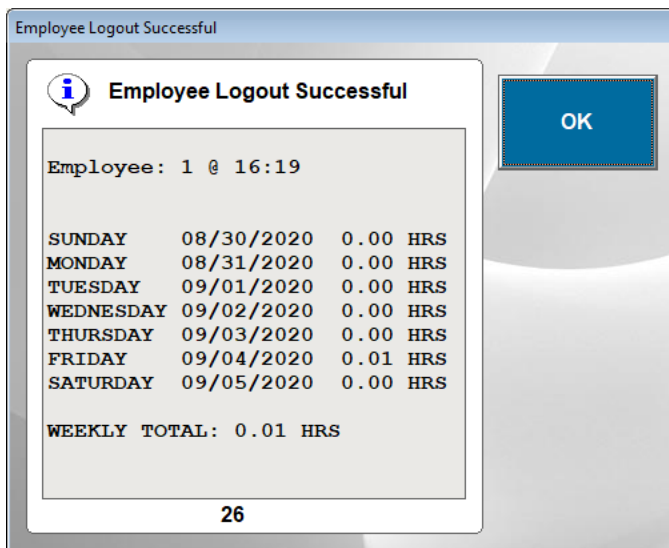 Employee Logout Successful
Employee Logout Successful
OK
Employee: 1 @ 16:19
SUNDAY 08/30/2020 0.00 HRS
MONDAY 08/31/2020 0.00 HRS
TUESDAY 09/01/2020 0.00 HRS
WEDNESDAY 09/02/2020 0.00 HRS
THURSDAY 09/03/2020 0.00 HRS
FRIDAY 09/04/2020 0.01 HRS
SATURDAY 09/05/2020 0.00 HRS
WEEKLY TOTAL: 0.01 HRS
26